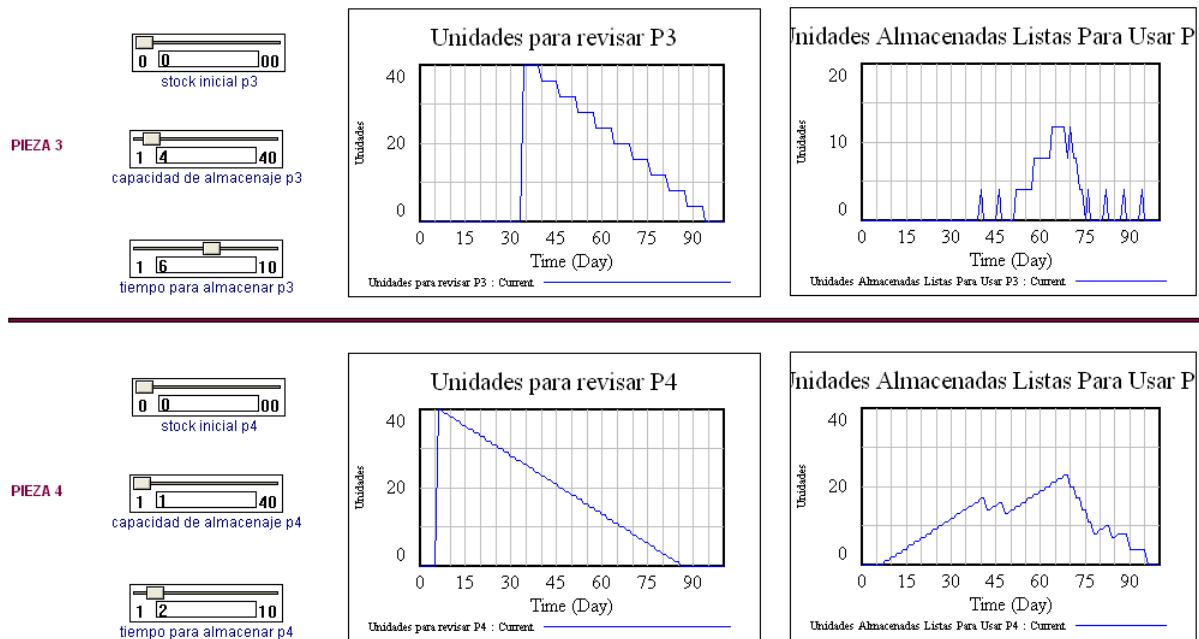 0 0 00
stock inicial p3
PIEZA 3
1 4 40
capacidad de almacenaje p3
1 6 10
tiempo para almacenar p3
Unidades para revisar P3
40
20
0
Unidades
0 15 30 45 60 75 90
Time (Day)
Unidades para revisar P3 : Current
Unidades Almacenadas Listas Para Usar P
20
10
0
Unidades
0 15 30 45 60 75 90
Time (Day)
Unidades Almacenadas Listas Para Usar P3 : Current
0 0 00
stock inicial p4
PIEZA 4
1 1 40
capacidad de almacenaje p4
1 2 10
tiempo para almacenar p4
Unidades para revisar P4
40
20
0
Unidades
0 15 30 45 60 75 90
Time (Day)
Unidades para revisar P4 : Current
Unidades Almacenadas Listas Para Usar P
40
20
0
Unidades
0 15 30 45 60 75 90
Time (Day)
Unidades Almacenadas Listas Para Usar P4 : Current